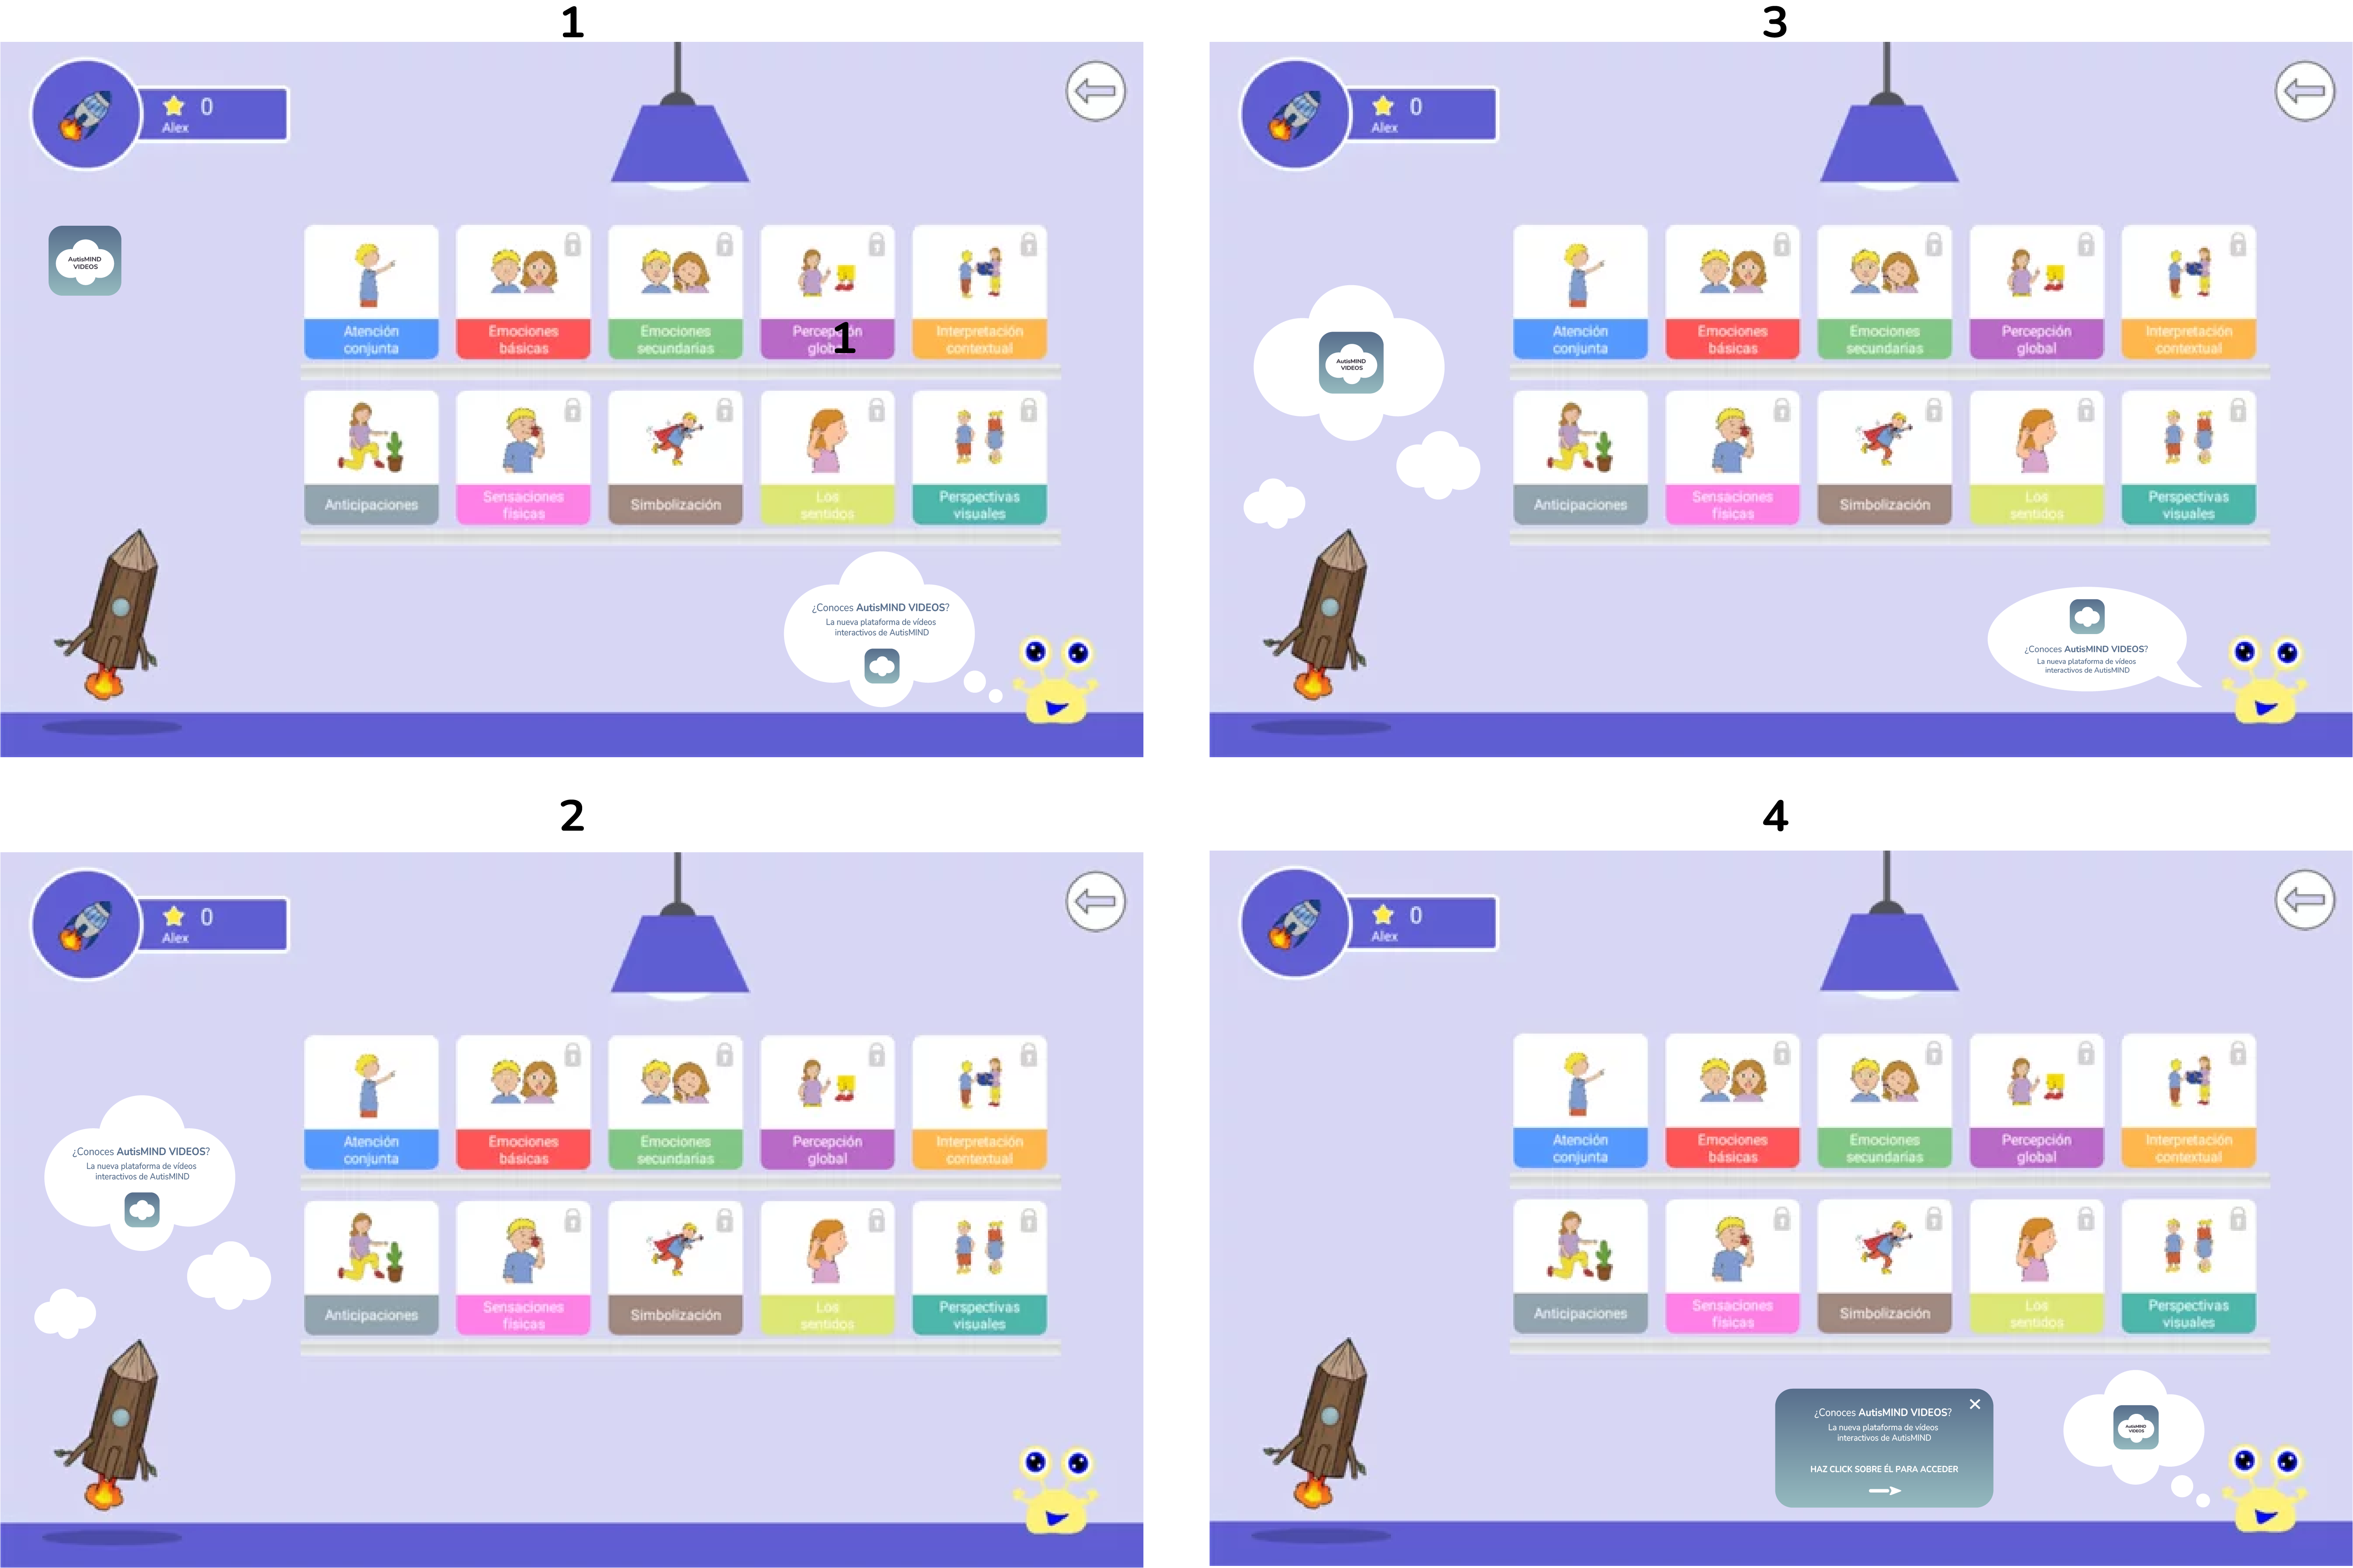 1
0
Alex
AutisMIND
VIDEOS
Atención
conjunta
Emociones
básicas
Emociones
secundarias
Percepción
global
1
Interpretación
contextual
Anticipaciones
Sensaciones
físicas
Simbolización
Los
sentidos
Perspectivas
visuales
¿Conoces AutisMIND VIDEOS?
La nueva plataforma de vídeos
interactivos de AutisMIND
3
0
Alex
AutisMIND
VIDEOS
Atención
conjunta
Emociones
básicas
Emociones
secundarias
Percepción
global
Interpretación
contextual
Anticipaciones
Sensaciones
físicas
Simbolización
Los
sentidos
Perspectivas
visuales
¿Conoces AutisMIND VIDEOS?
La nueva plataforma de vídeos
interactivos de AutisMIND
2
0
Alex
Atención
conjunta
Emociones
básicas
Emociones
secundarias
Percepción
global
Interpretación
contextual
¿Conoces AutisMIND VIDEOS?
La nueva plataforma de vídeos
interactivos de AutisMIND
Anticipaciones
Sensaciones
físicas
Simbolización
Los
sentidos
Perspectivas
visuales
4
0
Alex
Atención
conjunta
Emociones
básicas
Emociones
secundarias
Percepción
global
Interpretación
contextual
Anticipaciones
Sensaciones
físicas
Simbolización
Los
sentidos
Perspectivas
visuales
¿Conoces AutisMIND VIDEOS?
La nueva plataforma de vídeos
interactivos de AutisMIND
HAZ CLICK SOBRE ÉL PARA ACCEDER
AutisMIND
VIDEOS